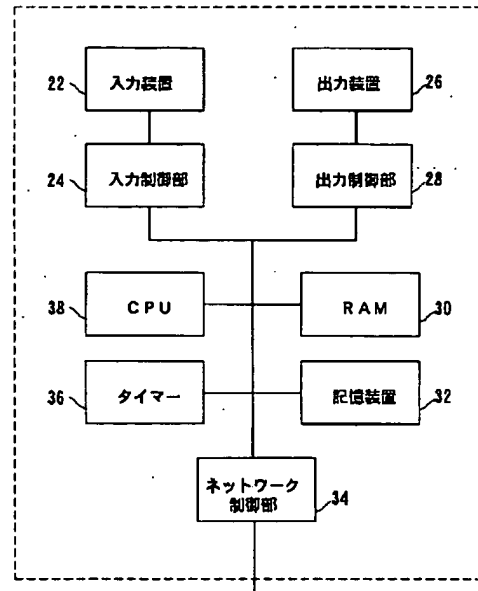 22 入力装置 出力装置 26
24 入力制御部 出力制御部 28
38 CPU RAM 30
36 タイマー 記憶装置 32
ネットワーク
制御部 34